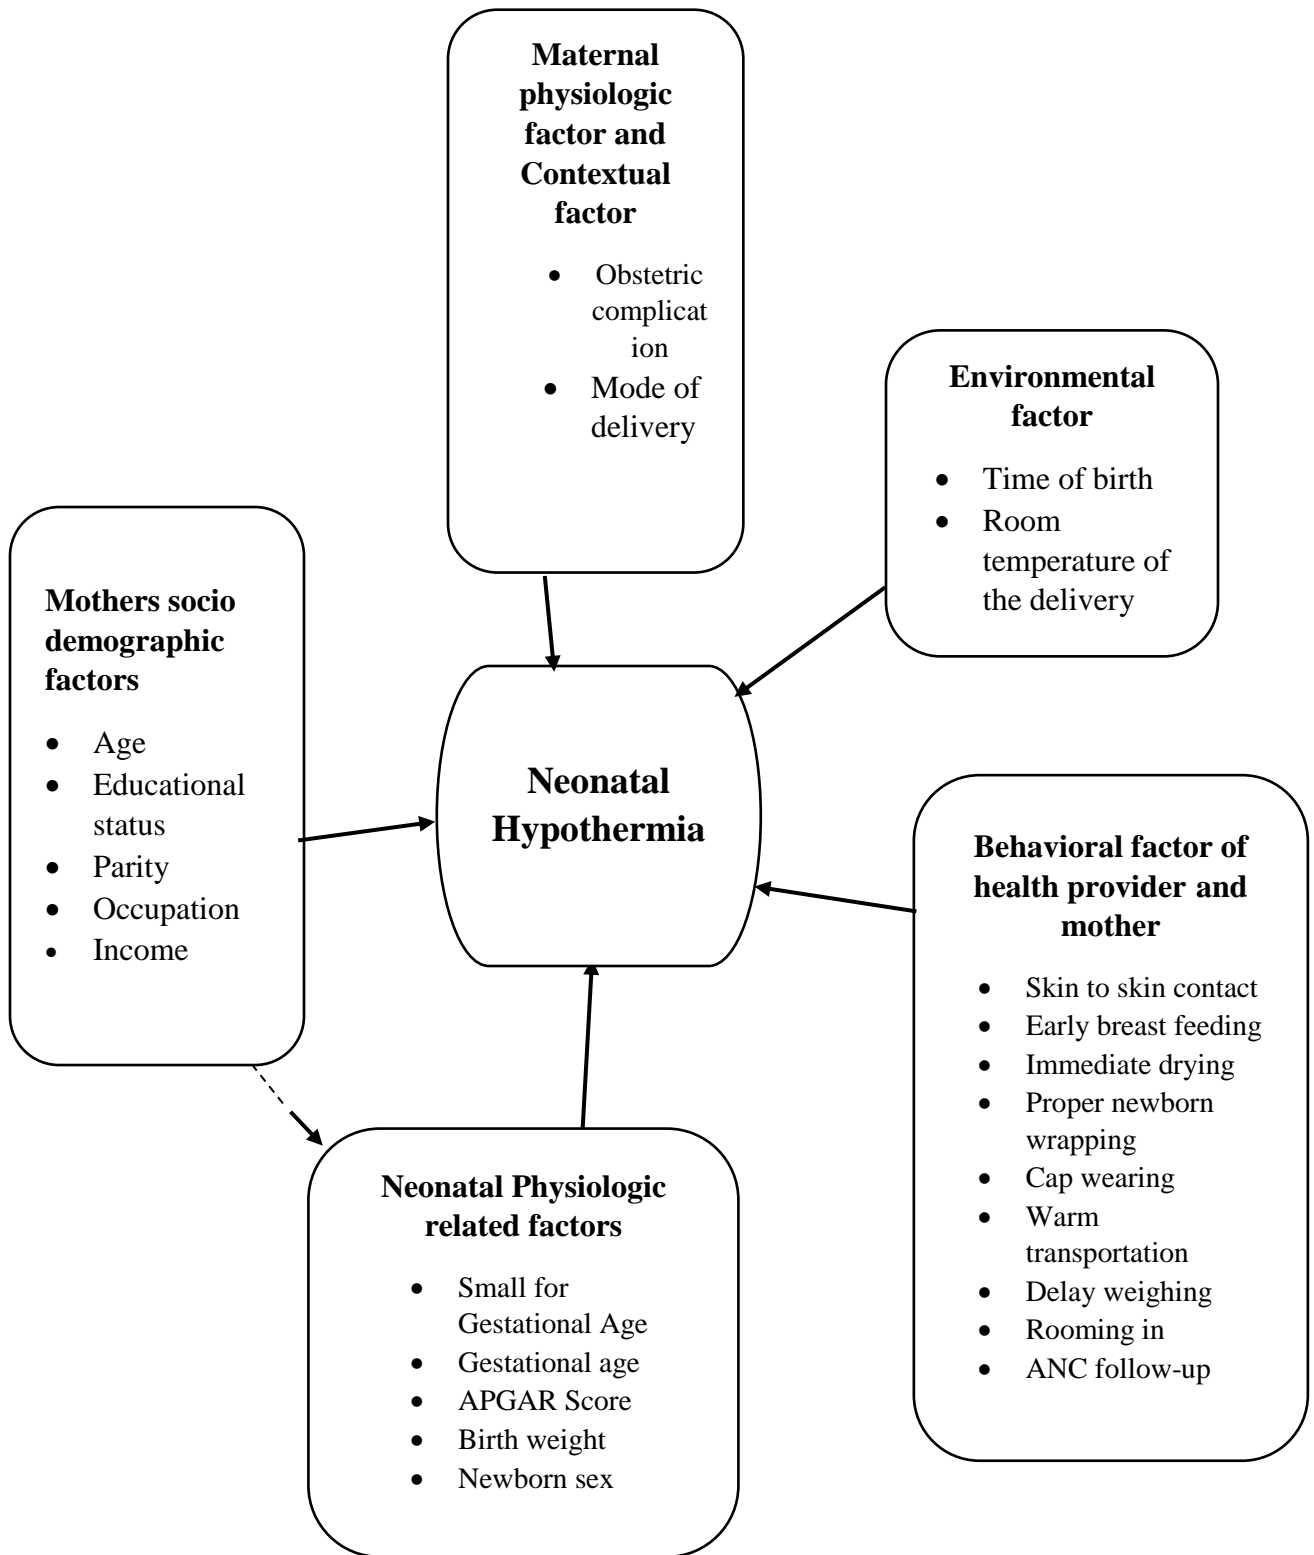 Maternal
physiologic
factor and
Contextual
factor
• Obstetric
complicat
ion
• Mode of
delivery
Environmental
factor
• Time of birth
• Room
temperature of
the delivery
Mothers socio
demographic
factors
• Age
• Educational
status
• Parity
• Occupation
• Income
Neonatal
Hypothermia
Behavioral factor of
health provider and
mother
• Skin to skin contact
• Early breast feeding
• Immediate drying
• Proper newborn
wrapping
• Cap wearing
• Warm
transportation
• Delay weighing
• Rooming in
• ANC follow-up
Neonatal Physiologic
related factors
• Small for
Gestational Age
• Gestational age
• APGAR Score
• Birth weight
• Newborn sex